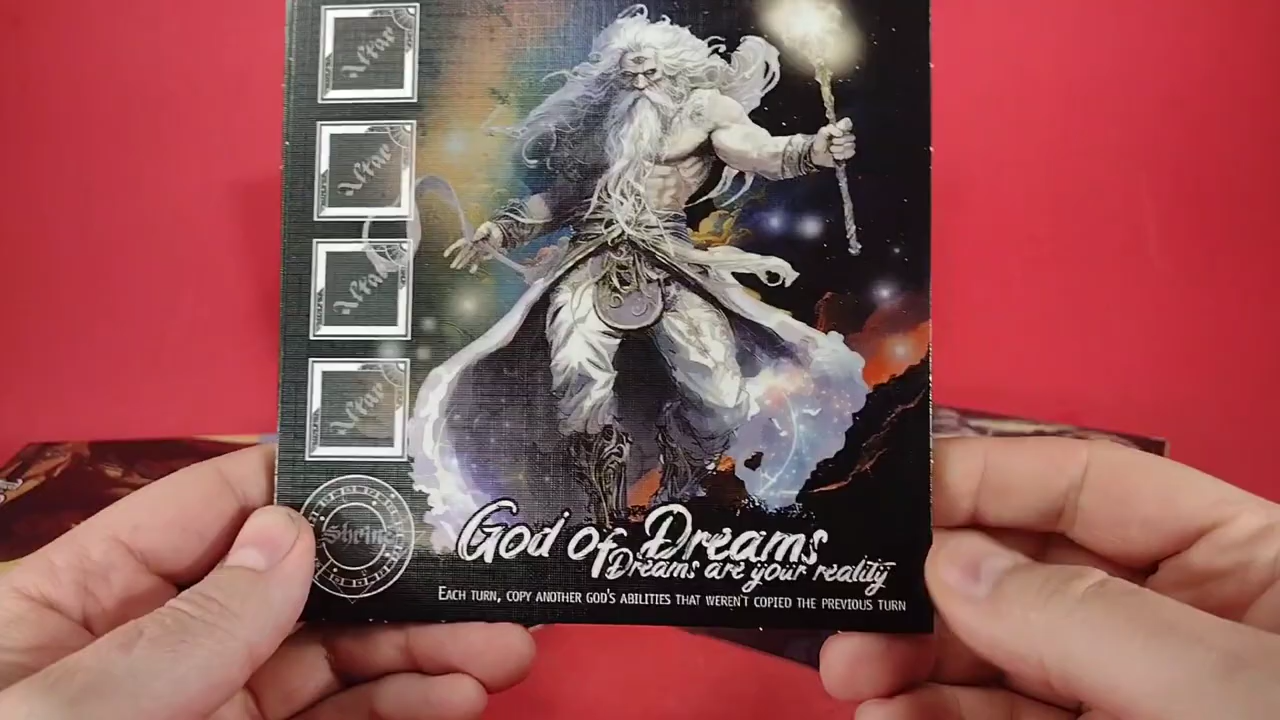 Altar
Altar
Altar
Altar
Shrine
God of Dreams
Dreams are your reality
Each turn, copy another god's abilities that weren't copied the previous turn